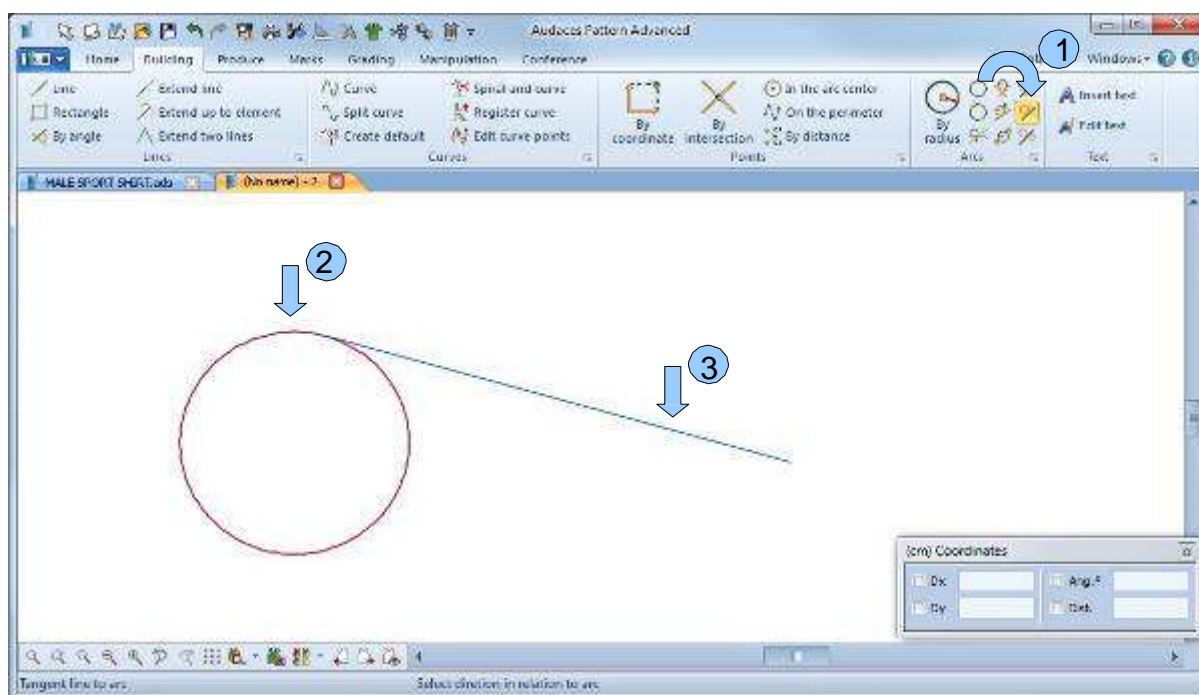 Audaces Pattern Advanced
Home Building Produce Marks Grading Manipulation Conference Windows
1
Line Extend line Curve Spiral and curve In the arc center Insert text
Rectangle Extend up to element Split curve Register curve On the perimeter
By angle Extend two lines Create default Edit curve points By coordinate By intersection By distance By radius Edit text
Lines Curves Points Arcs Text
MALE SPORT SHIRT.ads (No name) - 2
2
3
(cm) Coordinates
Dx Ang.º
Dy Dist.
Tangent line to arc Select diretion in relation to arc